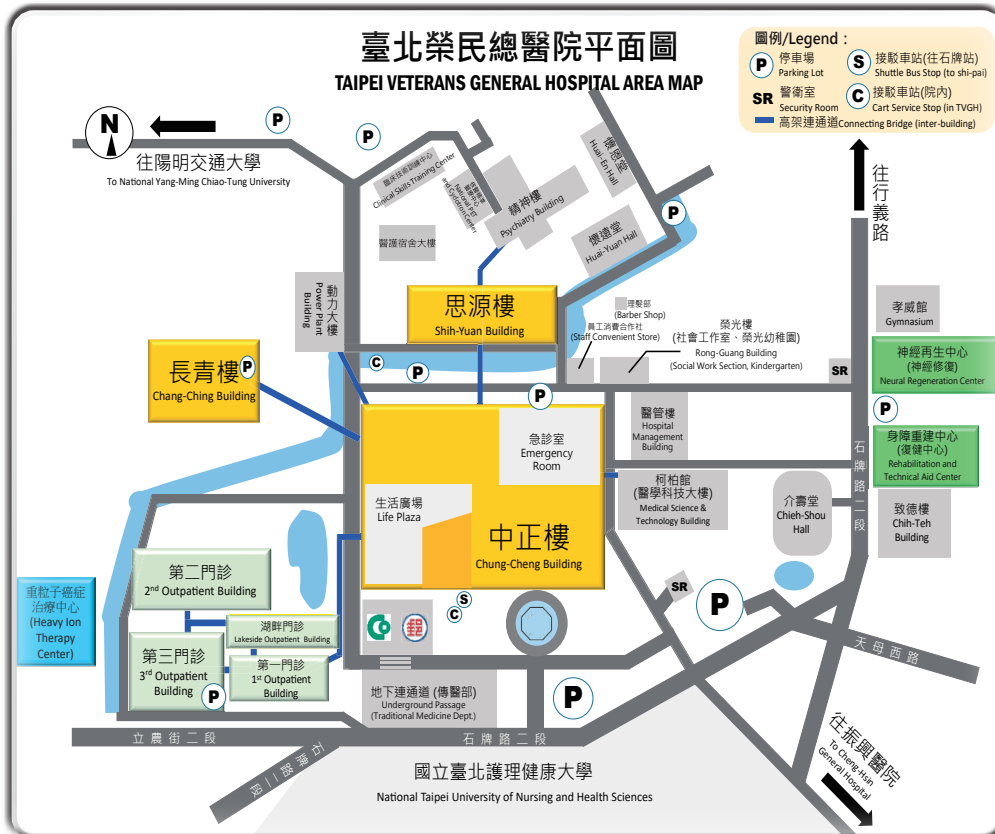 臺北榮民總醫院平面圖
TAIPEI VETERANS GENERAL HOSPITAL AREA MAP
圖例/Legend：
P
停車場
Parking Lot
S
接駁車站(往石牌站)
Shuttle Bus Stop (to shi-pai)
SR
警衛室
Security Room
C
接駁車站(院內)
Cart Service Stop (in TVGH)
高架連通道Connecting Bridge (inter-building)
N
P
P
往陽明交通大學
To National Yang-Ming Chiao-Tung University
臨床技術訓練中心
Clinical Skills Training Center
National PET
and Cyclotron Center
精神樓
Psychiatry Building
懷恩堂
Huai-En Hall
懷遠堂
Huai-Yuan Hall
P
往行義路
醫護宿舍大樓
動力大樓
Power Plant
Building
思源樓
Shih-Yuan Building
理髮部
(Barber Shop)
員工消費合作社
(Staff Convenient Store)
榮光樓
(社會工作室、榮光幼稚園)
Rong-Guang Building
(Social Work Section, Kindergarten)
孝威館
Gymnasium
神經再生中心
(神經修復)
Neural Regeneration Center
SR
長青樓
P
Chang-Ching Building
C
P
P
P
急診室
Emergency
Room
醫管樓
Hospital
Management
Building
身障重建中心
(復健中心)
Rehabilitation and
Technical Aid Center
石牌路二段
生活廣場
Life Plaza
中正樓
Chung-Cheng Building
柯柏館
(醫學科技大樓)
Medical Science &
Technology Building
介壽堂
Chieh-Shou
Hall
致德樓
Chih-Teh
Building
第二門診
2nd Outpatient Building
重粒子癌症
治療中心
(Heavy Ion
Therapy
Center)
湖畔門診
Lakeside Outpatient Building
第三門診
3rd Outpatient
Building
P
第一門診
1st Outpatient
Building
S
C
郵
SR
P
天母西路
地下連通道 (傳醫部)
Underground Passage
(Traditional Medicine Dept.)
P
立農街二段
石牌路二段
石牌路二段
往振興醫院
To Cheng-Hsin
General Hospital
國立臺北護理健康大學
National Taipei University of Nursing and Health Sciences